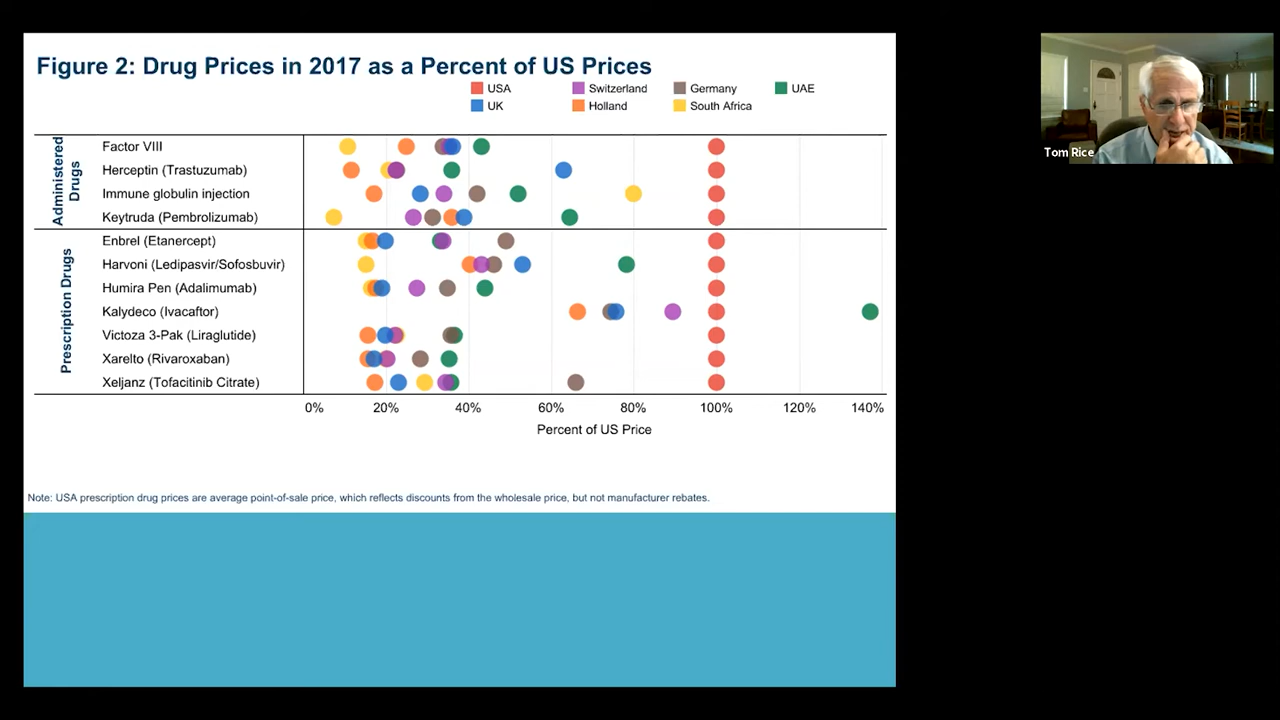 Figure 2: Drug Prices in 2017 as a Percent of US Prices
USA
Switzerland
Germany
UAE
UK
Holland
South Africa
Administered
Drugs
Factor VIII
Herceptin (Trastuzumab)
Immune globulin injection
Keytruda (Pembrolizumab)
Prescription Drugs
Enbrel (Etanercept)
Harvoni (Ledipasvir/Sofosbuvir)
Humira Pen (Adalimumab)
Kalydeco (Ivacaftor)
Victoza 3-Pak (Liraglutide)
Xarelto (Rivaroxaban)
Xeljanz (Tofacitinib Citrate)
0% 20% 40% 60% 80% 100% 120% 140%
Percent of US Price
Note: USA prescription drug prices are average point-of-sale price, which reflects discounts from the wholesale price, but not manufacturer rebates.
Tom Rice